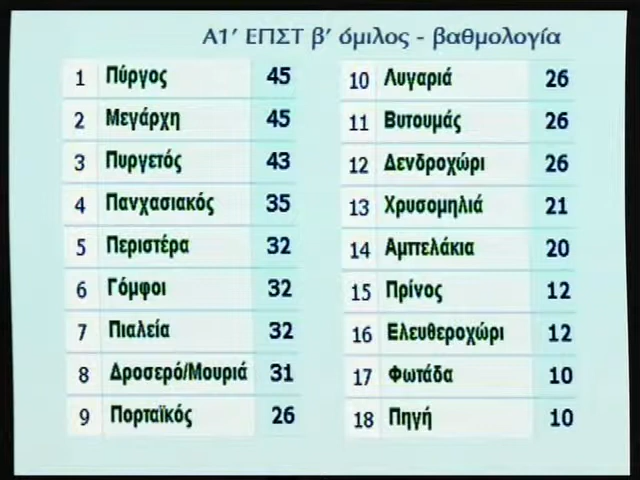 Α1' ΕΠΣΤ β' όμιλος - βαθμολογία
1 Πύργος 45
2 Μεγάρχη 45
3 Πυργετός 43
4 Πανχασιακός 35
5 Περιστέρα 32
6 Γόμφοι 32
7 Πιαλεία 32
8 Δροσερό/Μουριά 31
9 Πορταϊκός 26
10 Λυγαριά 26
11 Βυτουμάς 26
12 Δενδροχώρι 26
13 Χρυσομηλιά 21
14 Αμπελάκια 20
15 Πρίνος 12
16 Ελευθεροχώρι 12
17 Φωτάδα 10
18 Πηγή 10